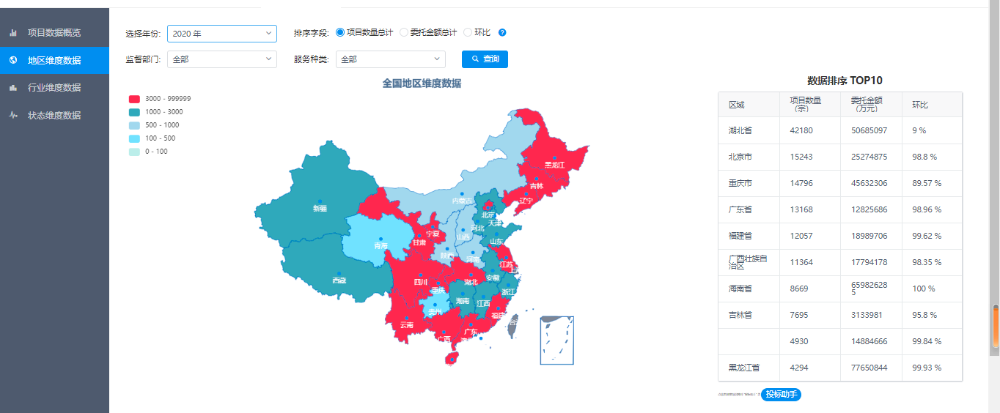 项目数据概览
地区维度数据
行业维度数据
状态维度数据
选择年份: 2020 年
排序字段: 项目数量总计 委托金额总计 环比 ?
监督部门: 全部
服务种类: 全部
查询
全国地区维度数据
3000 - 999999
1000 - 3000
500 - 1000
100 - 500
0 - 100
黑龙江
吉林
辽宁
内蒙古
新疆
北京
天津
河北
山西
宁夏
山东
甘肃
青海
陕西
河南
江苏
西藏
四川
湖北
安徽
重庆
浙江
湖南
江西
贵州
福建
云南
广西
广东
数据排序 TOP10
区域 项目数量(宗) 委托金额(万元) 环比
湖北省 42180 50685097 9 %
北京市 15243 25274875 98.8 %
重庆市 14796 45632306 89.57 %
广东省 13168 12825686 98.96 %
福建省 12057 18989706 99.62 %
广西壮族自治区 11364 17794178 98.35 %
海南省 8669 659826285 100 %
吉林省 7695 3133981 95.8 %
4930 14884666 99.84 %
黑龙江省 4294 77650844 99.93 %
投标助手